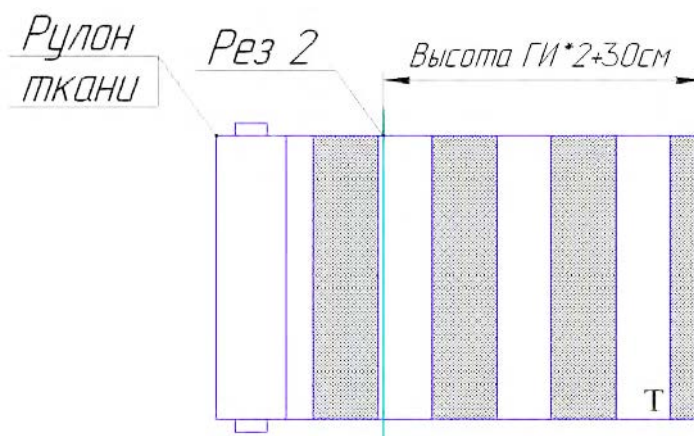 Рулон
ткани
Рез 2
Высота ГИ*2+30см
Т